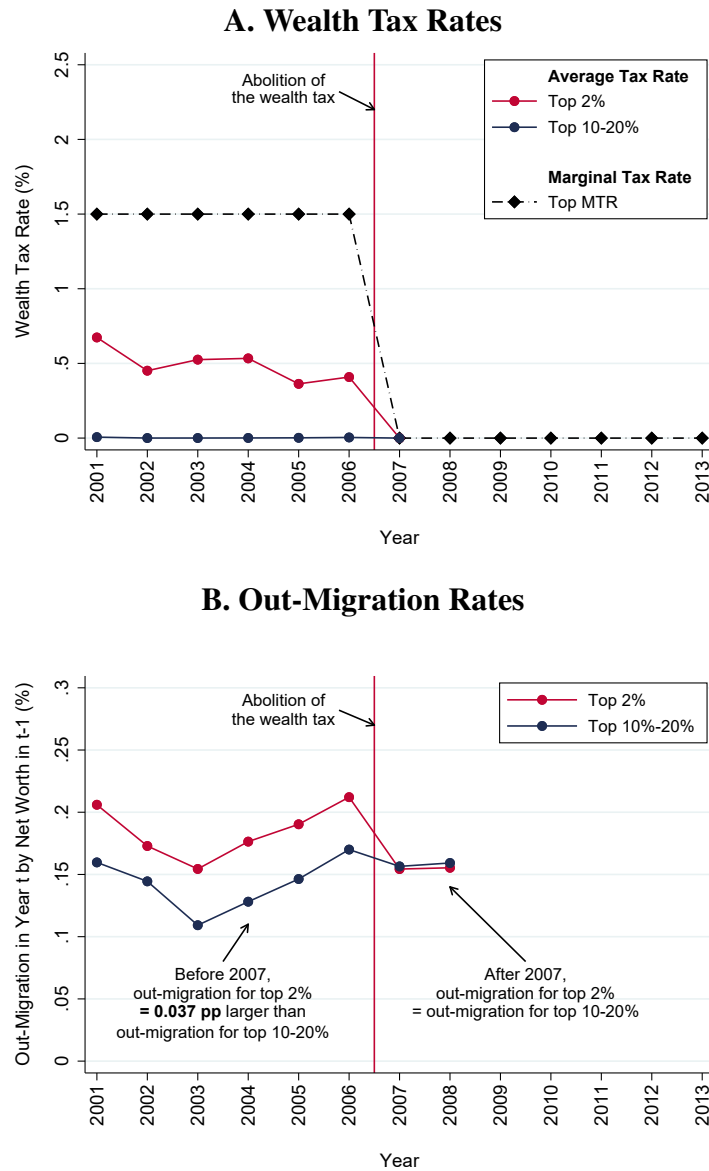 A. Wealth Tax Rates
Abolition of
the wealth tax
Average Tax Rate
Top 2%
Top 10-20%
Marginal Tax Rate
Top MTR
Wealth Tax Rate (%)
2.5
2
1.5
1
.5
0
2001 2002 2003 2004 2005 2006 2007 2008 2009 2010 2011 2012 2013
Year
B. Out-Migration Rates
Abolition of
the wealth tax
Top 2%
Top 10%-20%
Out-Migration in Year t by Net Worth in t-1 (%)
.3
.25
.2
.15
.1
.05
0
Before 2007,
out-migration for top 2%
= 0.037 pp larger than
out-migration for top 10-20%
After 2007,
out-migration for top 2%
= out-migration for top 10-20%
2001 2002 2003 2004 2005 2006 2007 2008 2009 2010 2011 2012 2013
Year